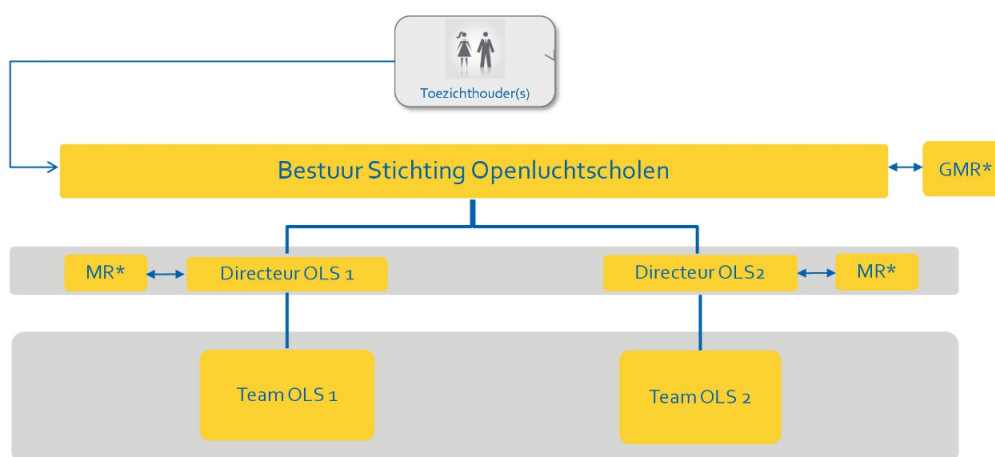 Toezichthouder(s)
Bestuur Stichting Openluchtscholen
GMR*
MR*
Directeur OLS 1
Directeur OLS2
MR*
Team OLS 1
Team OLS 2